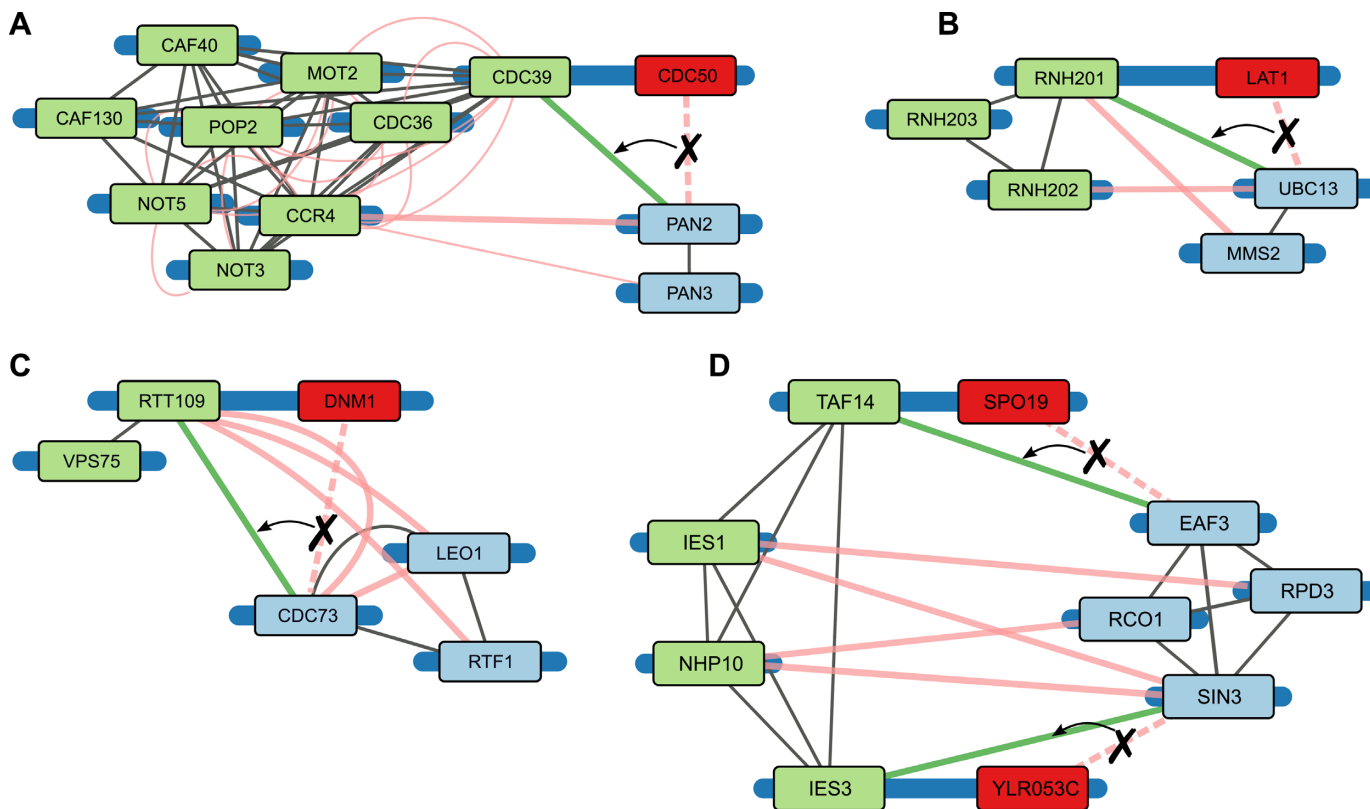 A
CAF40
MOT2
CDC39
CDC50
CAF130
POP2
CDC36
NOT5
CCR4
PAN2
NOT3
PAN3
B
RNH201
LAT1
RNH203
RNH202
UBC13
MMS2
C
RTT109
DNM1
VPS75
LEO1
CDC73
RTF1
D
TAF14
SPO19
EAF3
IES1
RPD3
RCO1
NHP10
SIN3
IES3
YLR053C